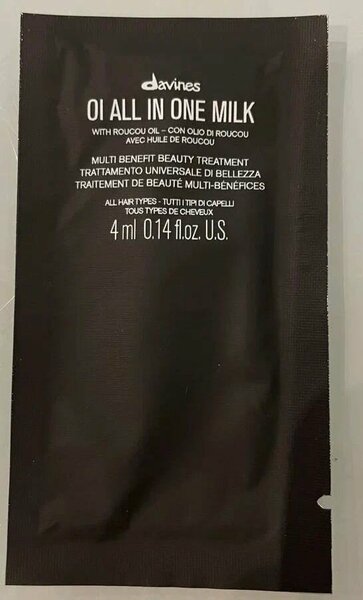 davines
OI ALL IN ONE MILK
WITH ROUCOU OIL – CON OLIO DI ROUCOU
AVEC HUILE DE ROUCOU
MULTI BENEFIT BEAUTY TREATMENT
TRATTAMENTO UNIVERSALE DI BELLEZZA
TRAITEMENT DE BEAUTÉ MULTI-BÉNÉFICES
ALL HAIR TYPES - TUTTI I TIPI DI CAPELLI
TOUS TYPES DE CHEVEUX
4 ml 0.14 fl.oz. U.S.